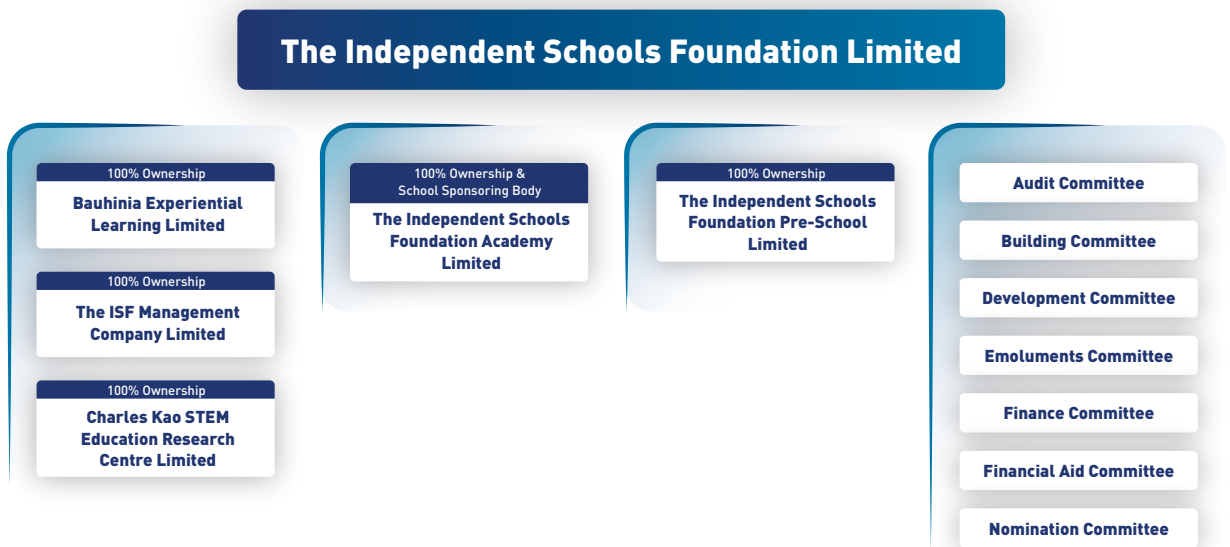 The Independent Schools Foundation Limited
100% Ownership
Bauhinia Experiential
Learning Limited
100% Ownership
The ISF Management
Company Limited
100% Ownership
Charles Kao STEM
Education Research
Centre Limited
100% Ownership &
School Sponsoring Body
The Independent Schools
Foundation Academy
Limited
100% Ownership
The Independent Schools
Foundation Pre-School
Limited
Audit Committee
Building Committee
Development Committee
Emoluments Committee
Finance Committee
Financial Aid Committee
Nomination Committee